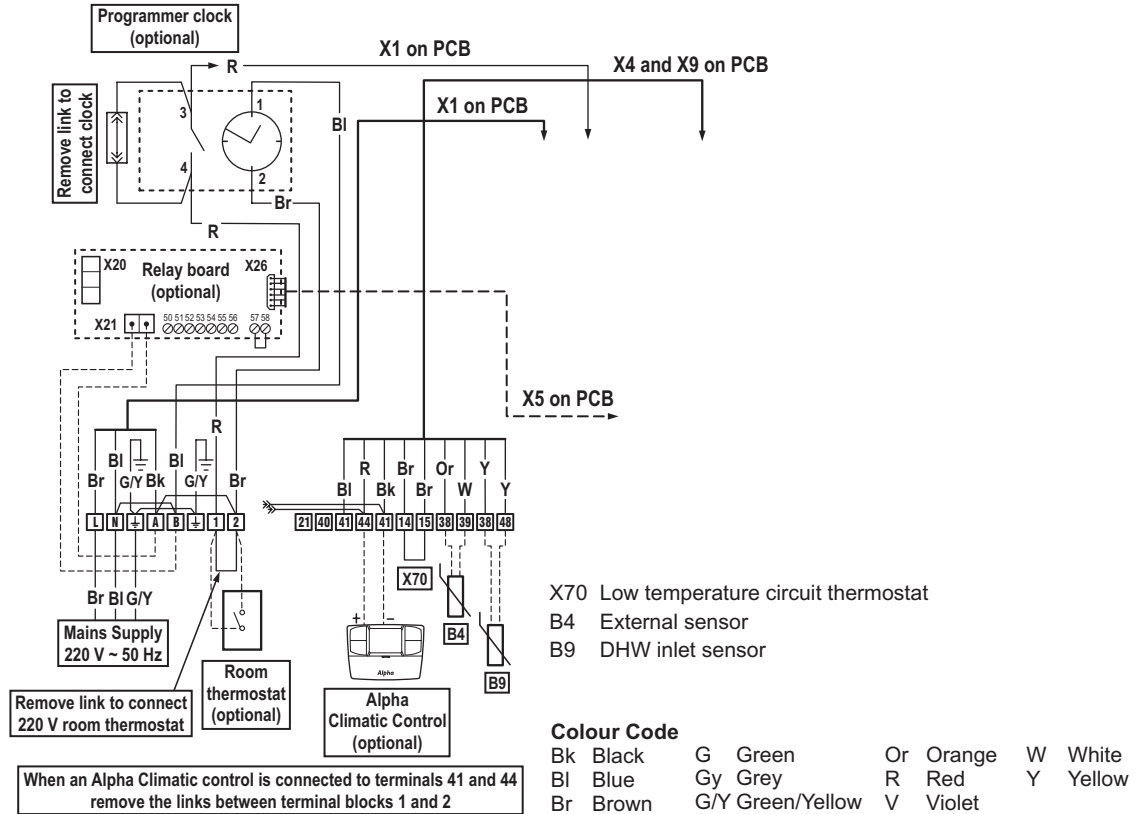 Programmer clock
(optional)
X1 on PCB
R
X4 and X9 on PCB
X1 on PCB
Remove link to
connect clock
3
1
Bl
4
2
Br
R
X20
Relay board
(optional)
X26
X21
50 51 52 53 54 55 56
57 58
X5 on PCB
R
Bl
Bl
Br
G/Y
Bk
G/Y
Br
R
Br
Or
Y
Bl
Bk
Br
W
Y
L
N
A
B
1
2
21
40
41
44
41
14
15
38
39
38
48
X70
Br
Bl
G/Y
Mains Supply
220 V ~ 50 Hz
+
–
Alpha
B4
B9
Room
thermostat
(optional)
Remove link to connect
220 V room thermostat
Alpha
Climatic Control
(optional)
When an Alpha Climatic control is connected to terminals 41 and 44
remove the links between terminal blocks 1 and 2
X70 Low temperature circuit thermostat
B4 External sensor
B9 DHW inlet sensor
Colour Code
Bk Black G Green Or Orange W White
Bl Blue Gy Grey R Red Y Yellow
Br Brown G/Y Green/Yellow V Violet